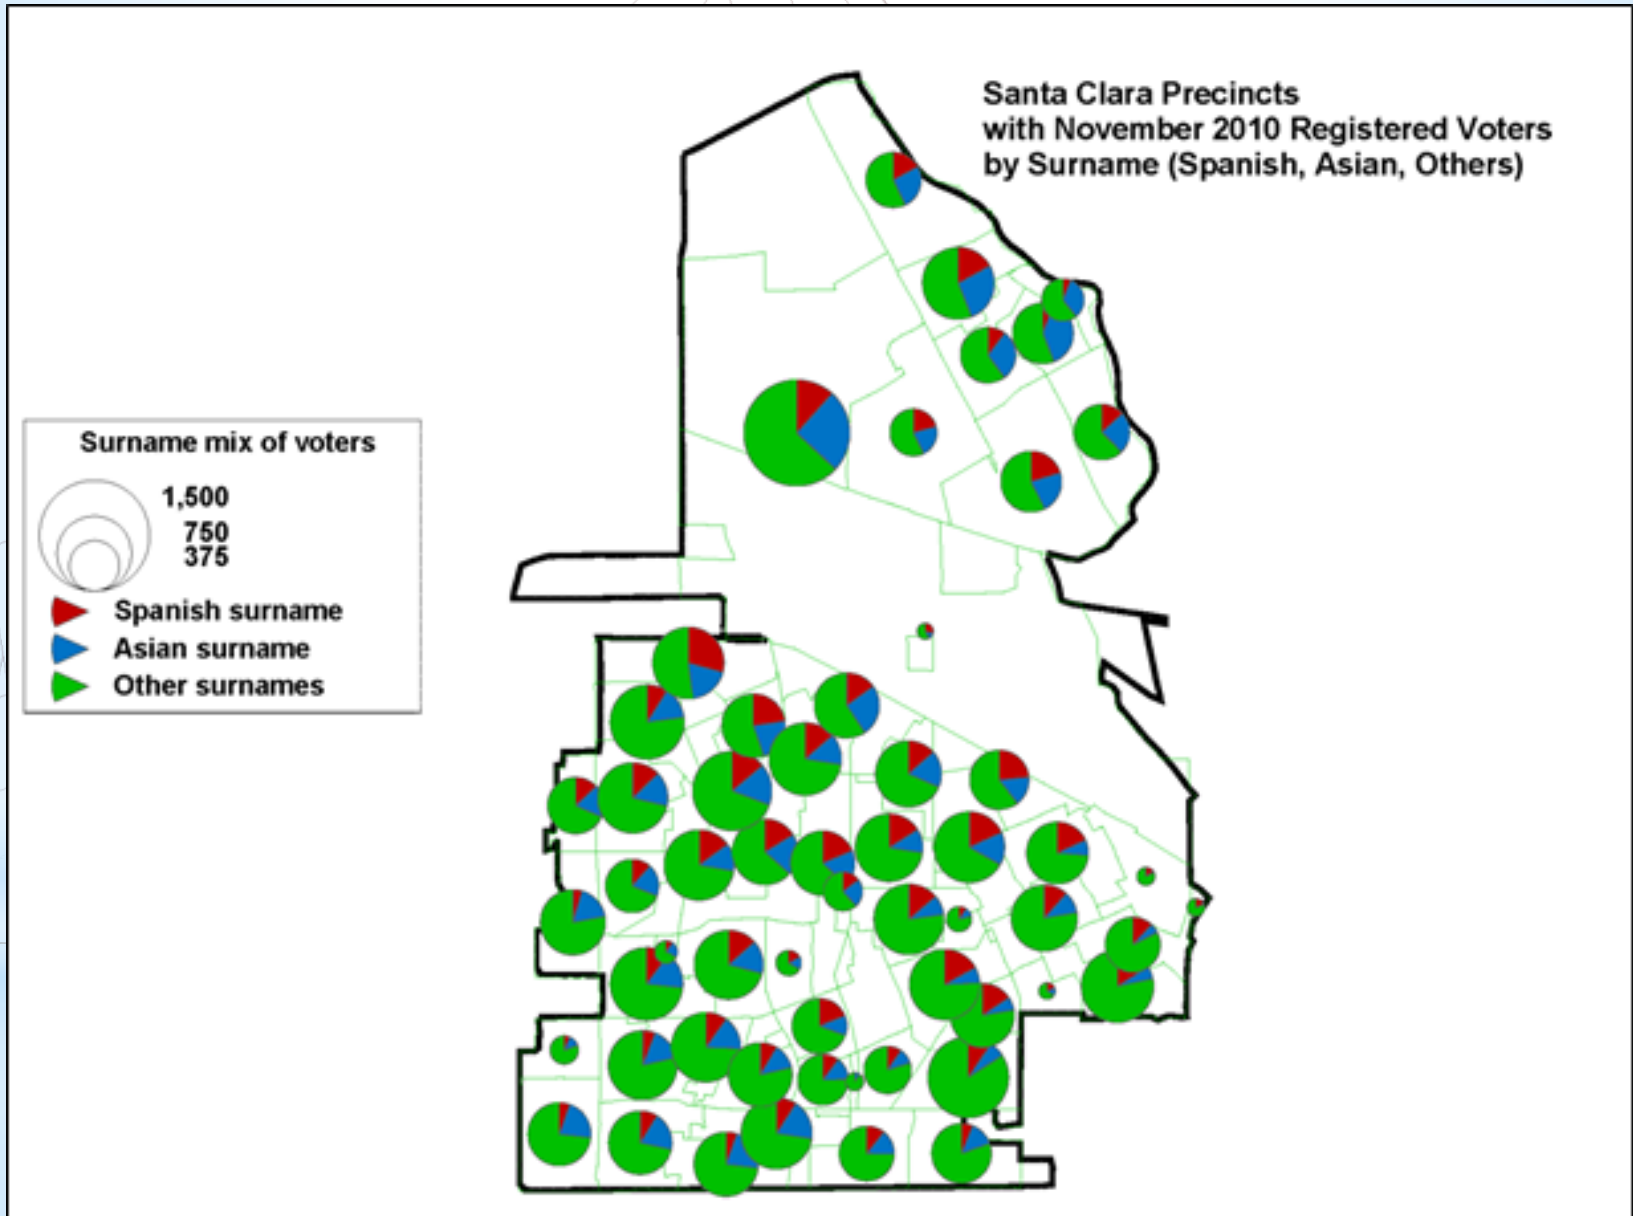 Santa Clara Precincts
with November 2010 Registered Voters
by Surname (Spanish, Asian, Others)
Surname mix of voters
1,500
750
375
Spanish surname
Asian surname
Other surnames